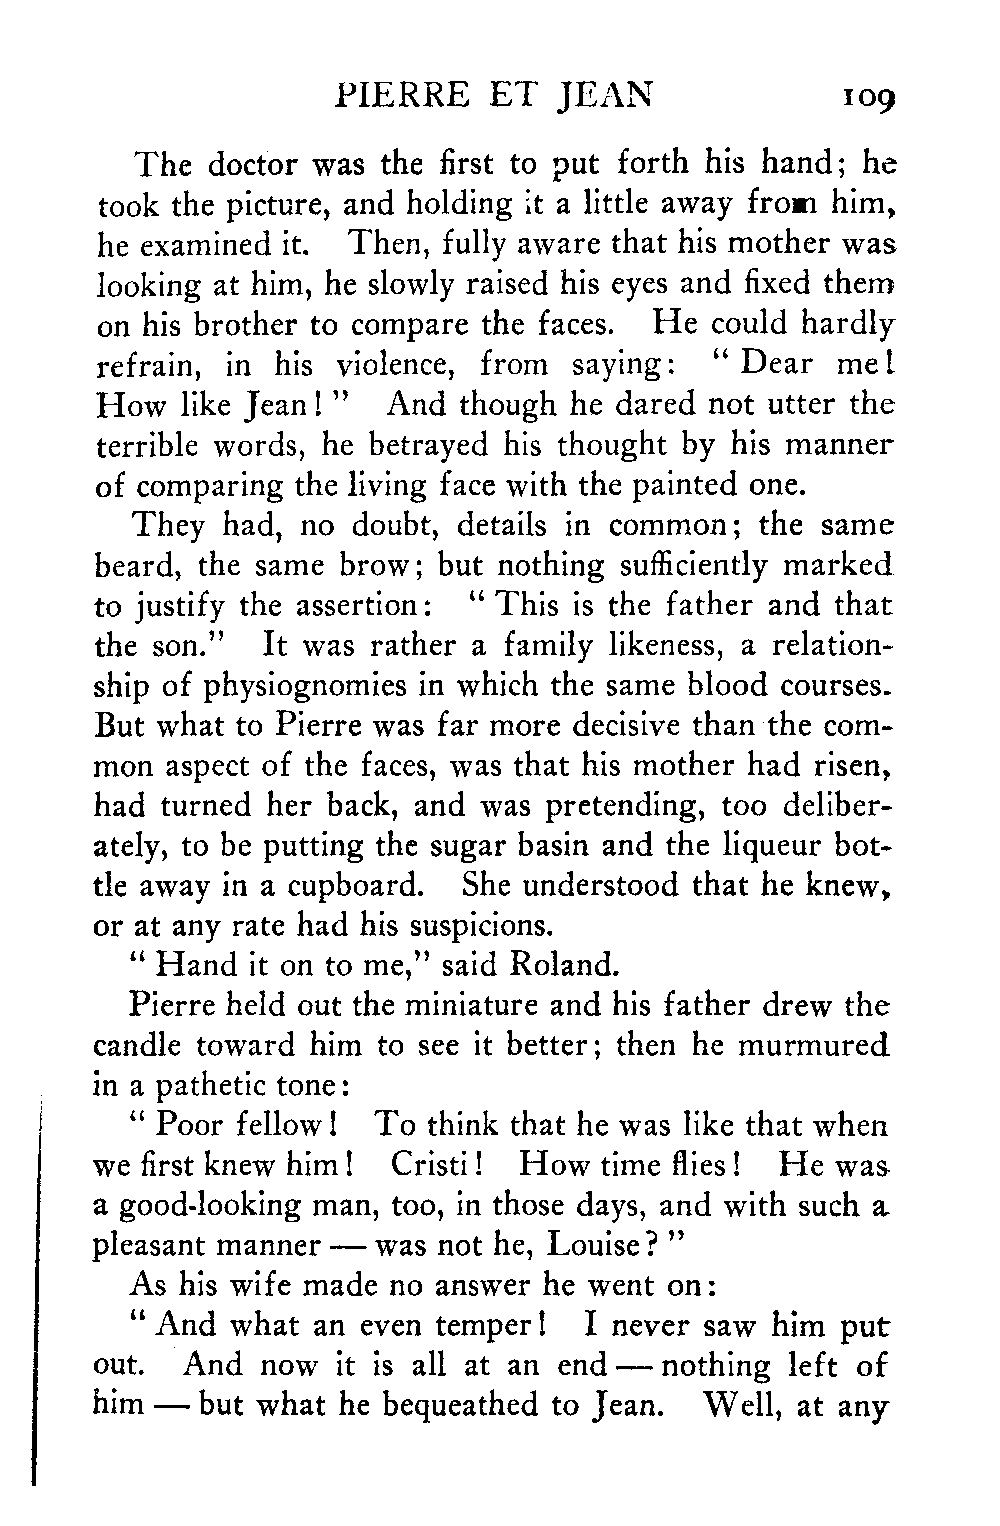 PIERRE ET JEAN 109
The doctor was the first to put forth his hand; he
took the picture, and holding it a little away from him,
he examined it. Then, fully aware that his mother was
looking at him, he slowly raised his eyes and fixed them
on his brother to compare the faces. He could hardly
refrain, in his violence, from saying: " Dear me!
How like Jean! " And though he dared not utter the
terrible words, he betrayed his thought by his manner
of comparing the living face with the painted one.
They had, no doubt, details in common; the same
beard, the same brow; but nothing sufficiently marked
to justify the assertion: " This is the father and that
the son." It was rather a family likeness, a relation-
ship of physiognomies in which the same blood courses.
But what to Pierre was far more decisive than the com-
mon aspect of the faces, was that his mother had risen,
had turned her back, and was pretending, too deliber-
ately, to be putting the sugar basin and the liqueur bot-
tle away in a cupboard. She understood that he knew,
or at any rate had his suspicions.
" Hand it on to me," said Roland.
Pierre held out the miniature and his father drew the
candle toward him to see it better; then he murmured
in a pathetic tone:
" Poor fellow! To think that he was like that when
we first knew him! Cristi! How time flies! He was
a good-looking man, too, in those days, and with such a
pleasant manner — was not he, Louise? "
As his wife made no answer he went on:
" And what an even temper! I never saw him put
out. And now it is all at an end — nothing left of
him — but what he bequeathed to Jean. Well, at any